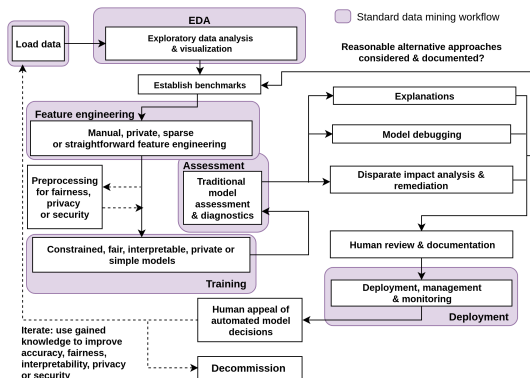 EDA
Standard data mining workflow
Load data
Exploratory data analysis
& visualization
Reasonable alternative approaches
considered & documented?
Establish benchmarks
Explanations
Feature engineering
Manual, private, sparse
or straightforward feature engineering
Model debugging
Assessment
Preprocessing
for fairness,
privacy
or security
Traditional
model
assessment
& diagnostics
Disparate impact analysis &
remediation
Constrained, fair, interpretable, private or
simple models
Training
Human review & documentation
Deployment, management
& monitoring
Deployment
Human appeal of
automated model
decisions
Iterate: use gained
knowledge to improve
accuracy, fairness,
interpretability, privacy
or security
Decommission